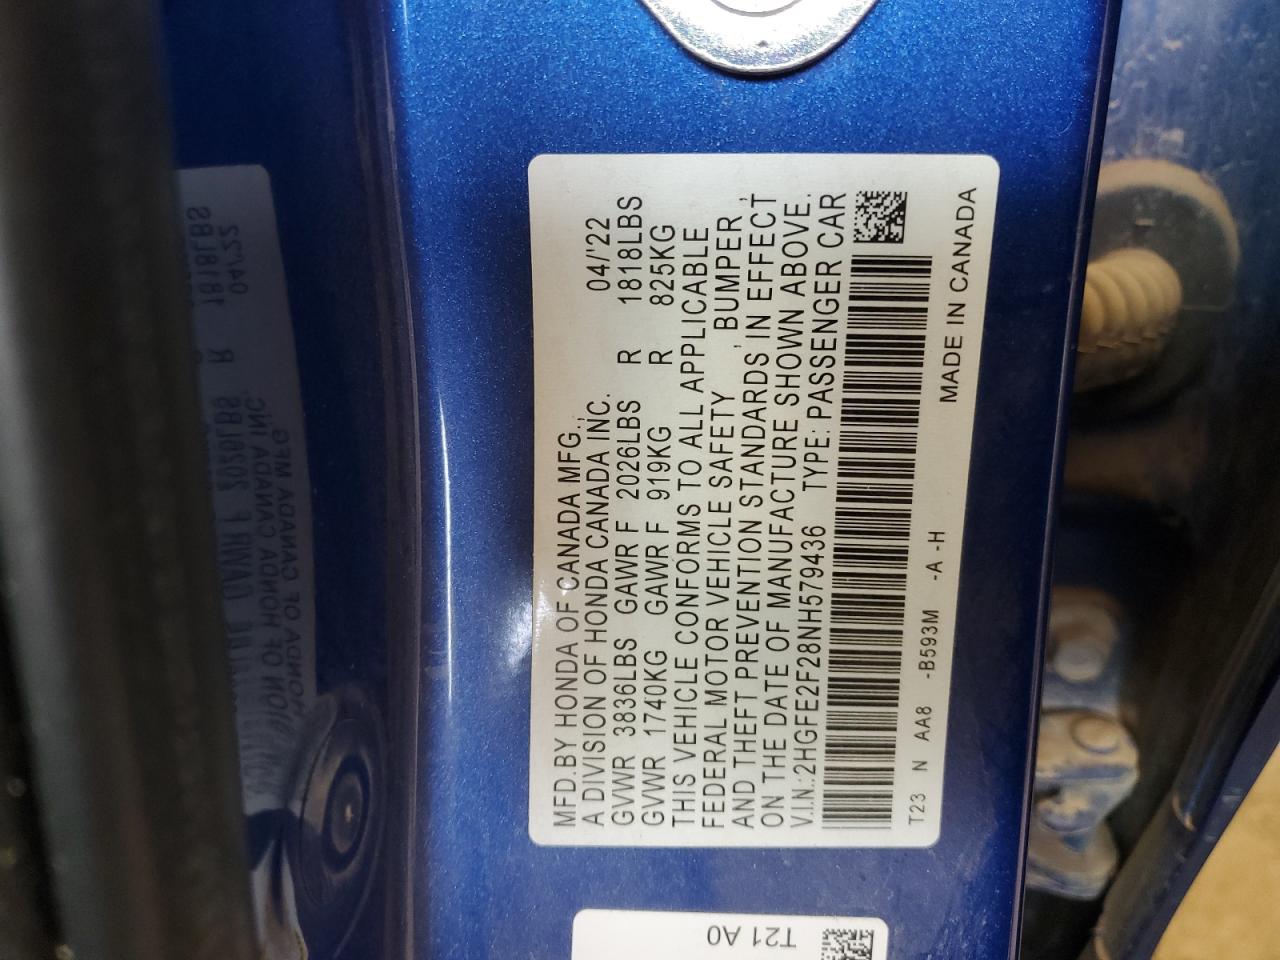 MFD.BY HONDA OF CANADA MFG.,
A DIVISION OF HONDA CANADA INC. 04/'22
GVWR 3836LBS GAWR F 2026LBS R 1818LBS
GVWR 1740KG GAWR F 919KG R 825KG
THIS VEHICLE CONFORMS TO ALL APPLICABLE
FEDERAL MOTOR VEHICLE SAFETY , BUMPER ,
AND THEFT PREVENTION STANDARDS IN EFFECT
ON THE DATE OF MANUFACTURE SHOWN ABOVE.
V.I.N.:2HGFE2F28NH579436 TYPE: PASSENGER CAR
T23 N AA8 -B593M -A -H
MADE IN CANADA
T21 A0